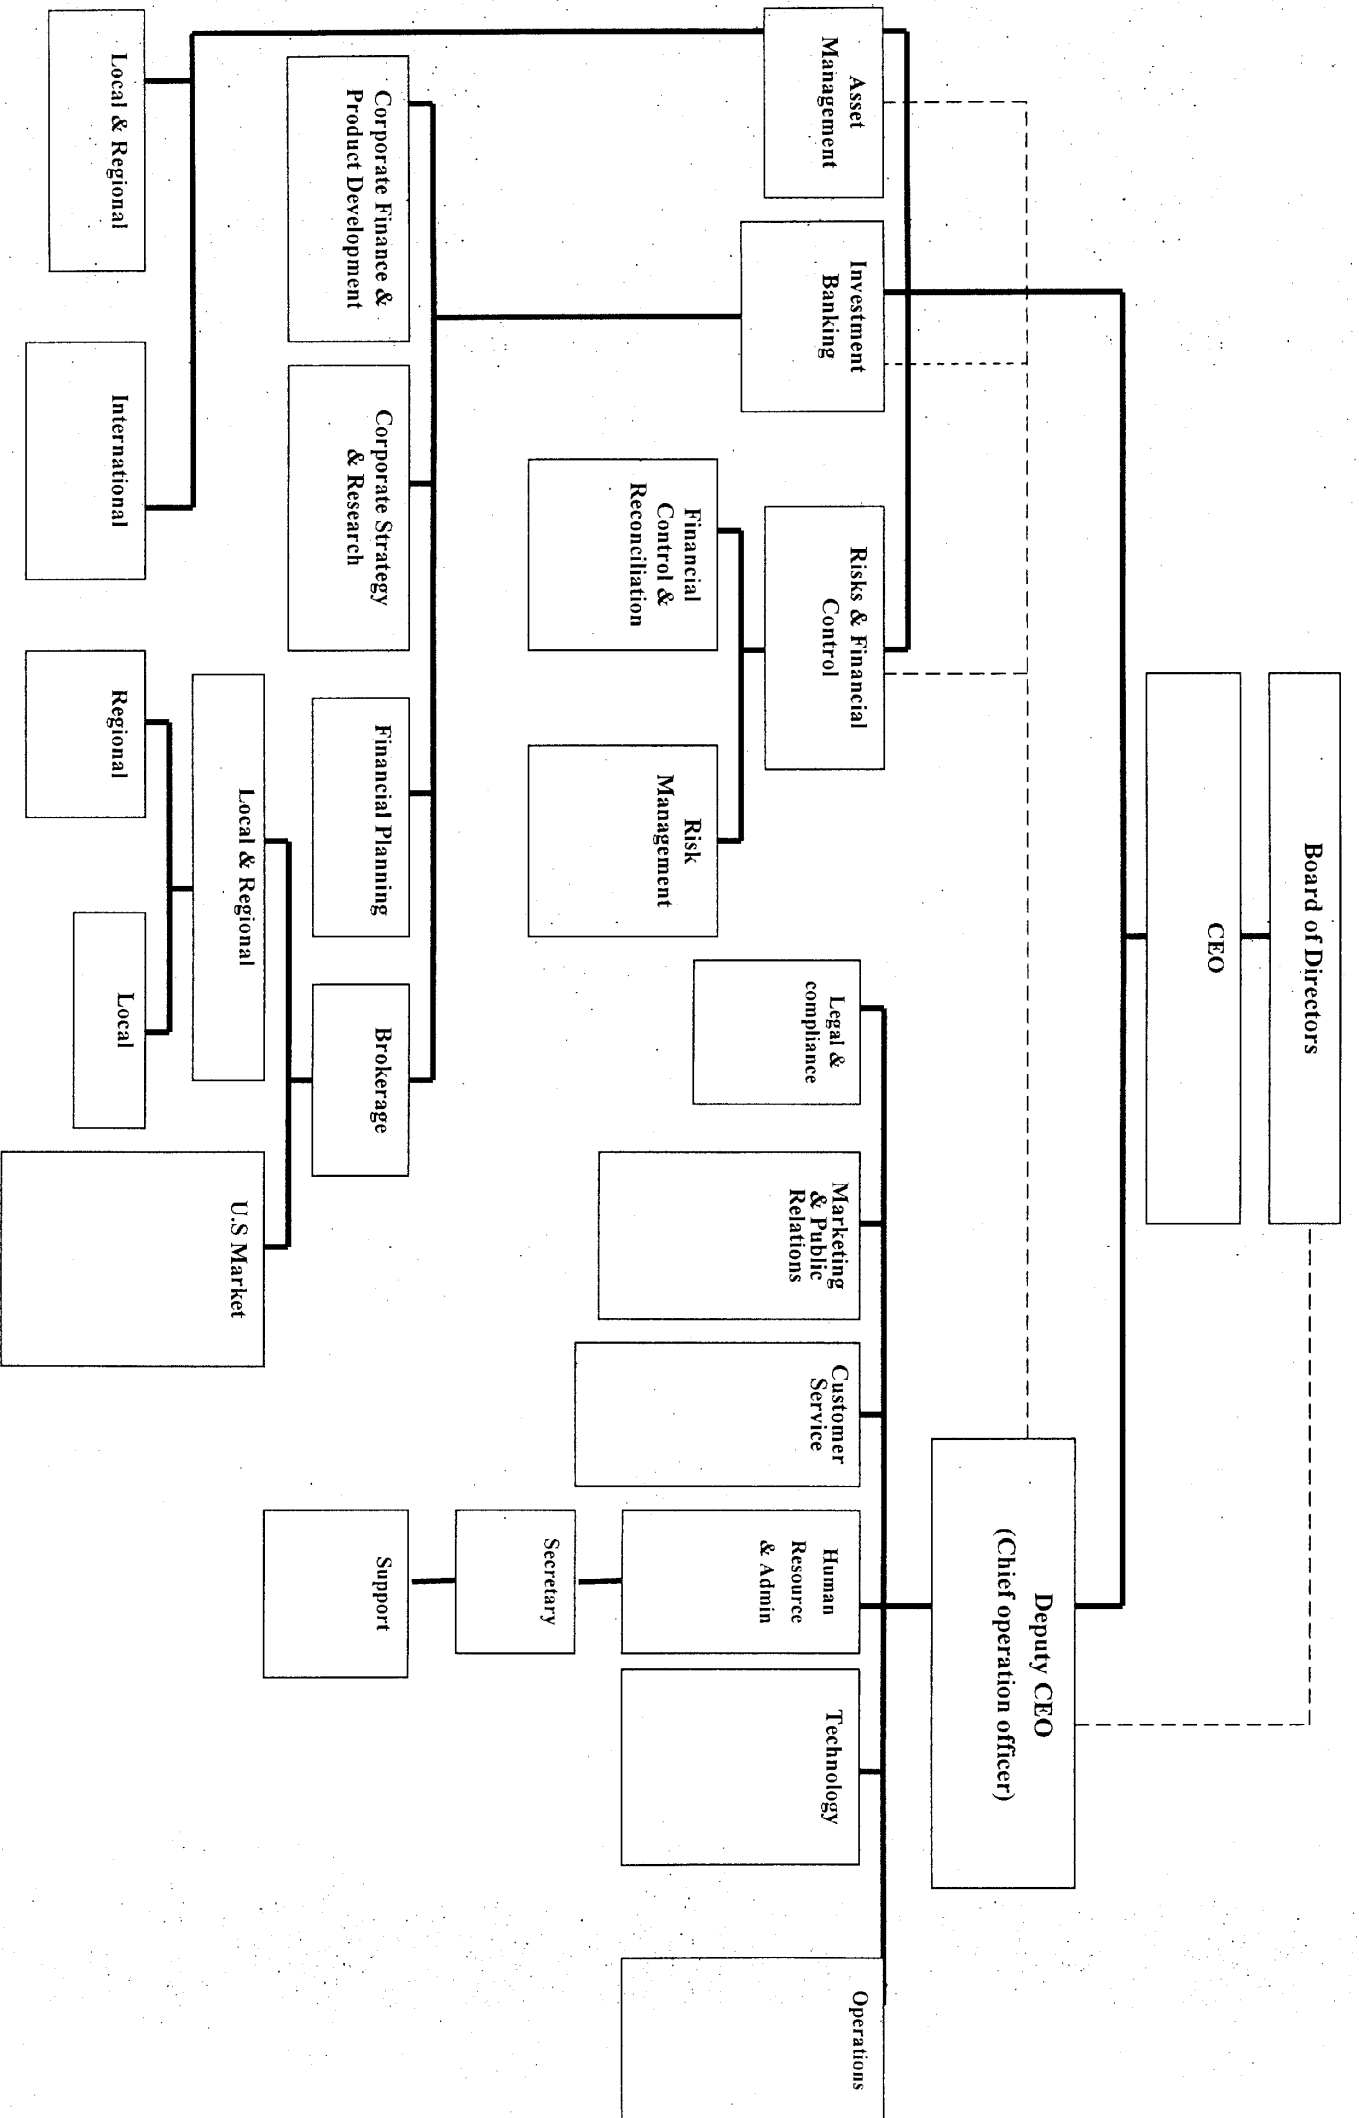 Board of Directors
CEO
Deputy CEO
(Chief operation officer)
Asset
Management
Investment
Banking
Risks & Financial
Control
Financial
Control &
Reconciliation
Risk
Management
Legal &
compliance
Marketing
& Public
Relations
Customer
Service
Human
Resource
& Admin
Technology
Operations
Secretary
Support
Corporate Finance &
Product Development
Corporate Strategy
& Research
Financial Planning
Brokerage
Local & Regional
U.S Market
Local & Regional
International
Regional
Local